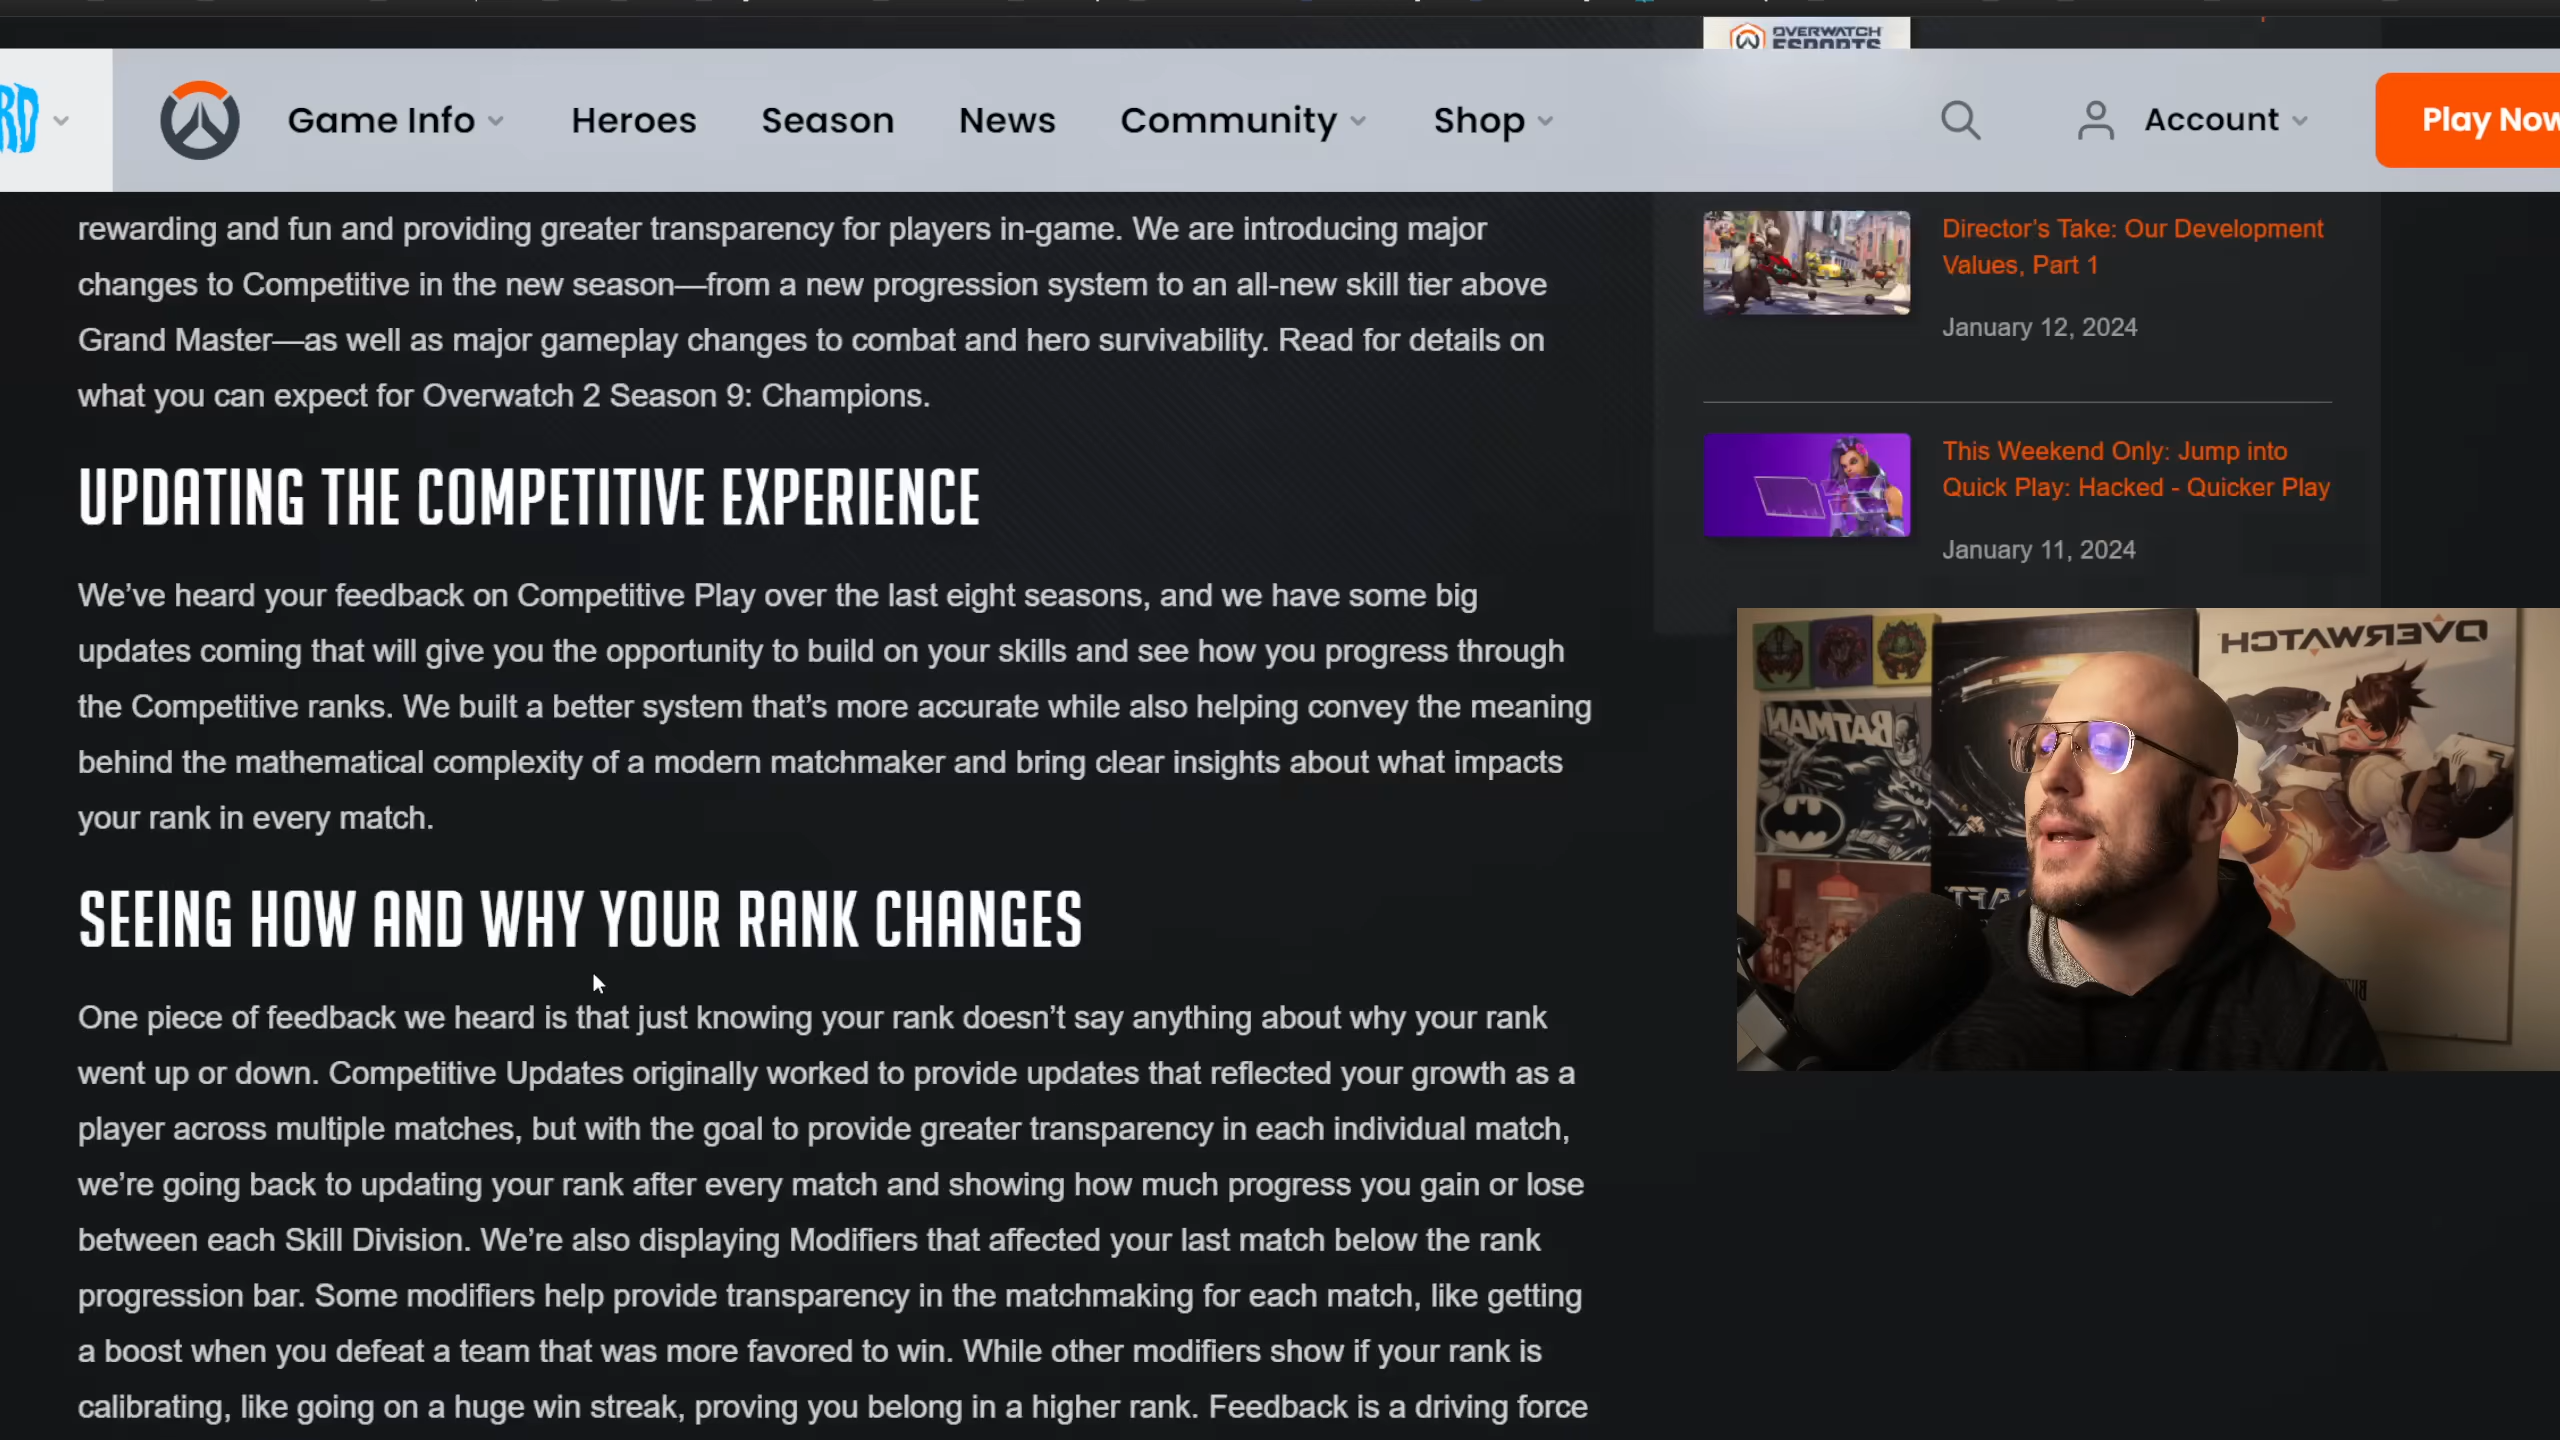 OVERWATCH
ESPORTS
RD
Game Info
Heroes
Season
News
Community
Shop
Account
Play Now
rewarding and fun and providing greater transparency for players in-game. We are introducing major
changes to Competitive in the new season—from a new progression system to an all-new skill tier above
Grand Master—as well as major gameplay changes to combat and hero survivability. Read for details on
what you can expect for Overwatch 2 Season 9: Champions.
UPDATING THE COMPETITIVE EXPERIENCE
We’ve heard your feedback on Competitive Play over the last eight seasons, and we have some big
updates coming that will give you the opportunity to build on your skills and see how you progress through
the Competitive ranks. We built a better system that’s more accurate while also helping convey the meaning
behind the mathematical complexity of a modern matchmaker and bring clear insights about what impacts
your rank in every match.
SEEING HOW AND WHY YOUR RANK CHANGES
One piece of feedback we heard is that just knowing your rank doesn’t say anything about why your rank
went up or down. Competitive Updates originally worked to provide updates that reflected your growth as a
player across multiple matches, but with the goal to provide greater transparency in each individual match,
we’re going back to updating your rank after every match and showing how much progress you gain or lose
between each Skill Division. We’re also displaying Modifiers that affected your last match below the rank
progression bar. Some modifiers help provide transparency in the matchmaking for each match, like getting
a boost when you defeat a team that was more favored to win. While other modifiers show if your rank is
calibrating, like going on a huge win streak, proving you belong in a higher rank. Feedback is a driving force
Director’s Take: Our Development
Values, Part 1
January 12, 2024
This Weekend Only: Jump into
Quick Play: Hacked - Quicker Play
January 11, 2024
OVERWATCH
BATMAN